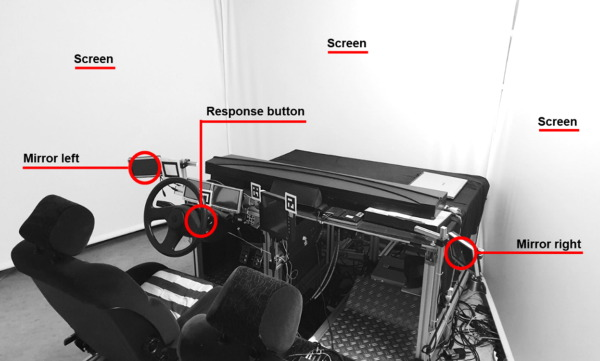 Screen
Screen
Response button
Screen
Mirror left
Mirror right